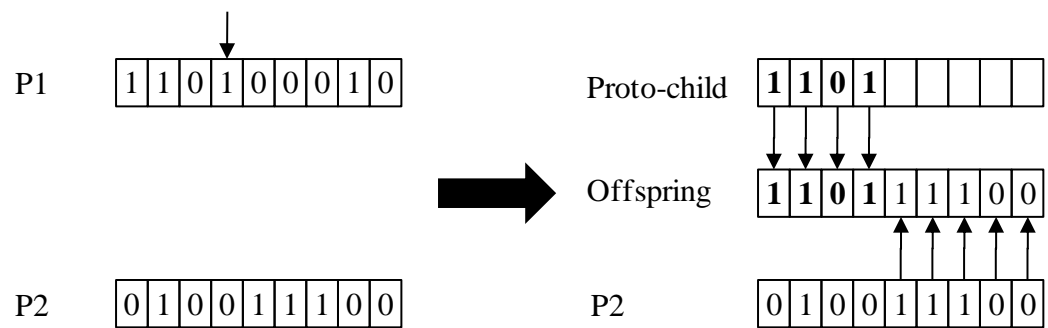 P1 1 1 0 1 0 0 0 1 0
Proto-child 1 1 0 1
Offspring 1 1 0 1 1 1 1 0 0
P2 0 1 0 0 1 1 1 0 0
P2 0 1 0 0 1 1 1 0 0